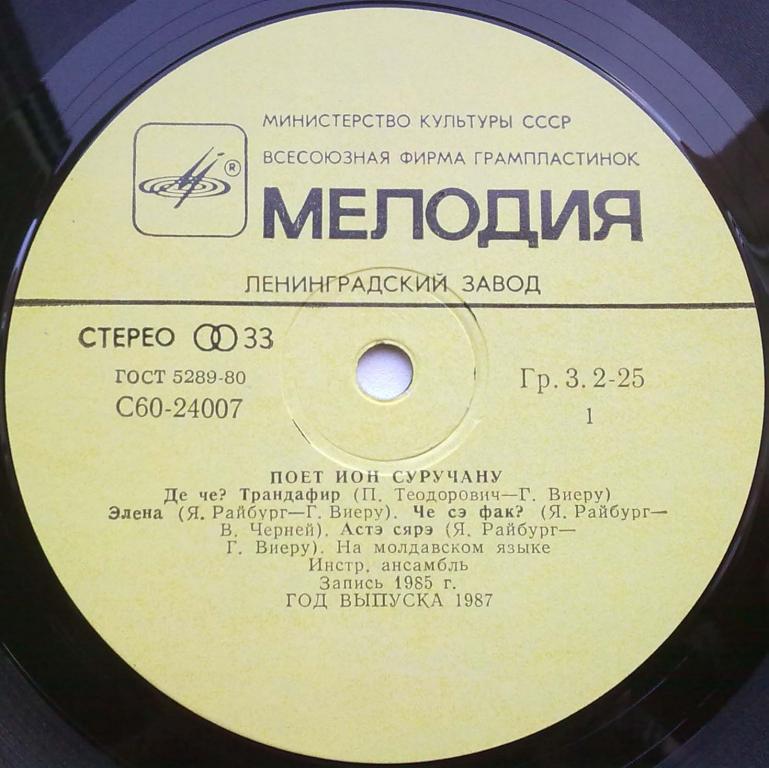 МИНИСТЕРСТВО КУЛЬТУРЫ СССР
ВСЕСОЮЗНАЯ ФИРМА ГРАМПЛАСТИНОК
®
МЕЛОДИЯ
ЛЕНИНГРАДСКИЙ ЗАВОД
СТЕРЕО 33
ГОСТ 5289-80
С60-24007
Гр. 3. 2-25
1
ПОЕТ ИОН СУРУЧАНУ
Де че? Трандафир (П. Теодорович—Г. Виеру)
Элена (Я. Райбург—Г. Виеру). Че сэ фак? (Я. Райбург—
В. Черней). Астэ сярэ (Я. Райбург—
Г. Виеру). На молдавском языке
Инстр. ансамбль
Запись 1985 г.
ГОД ВЫПУСКА 1987